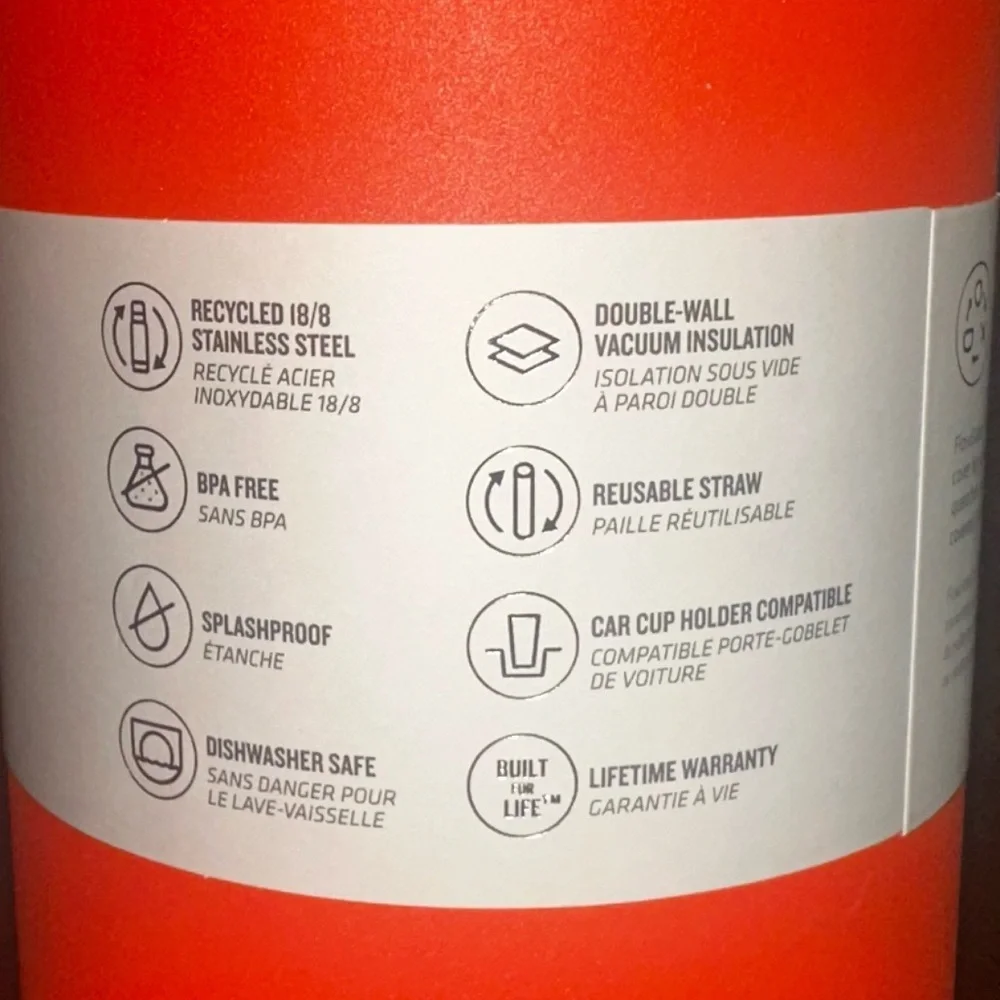 RECYCLED 18/8
STAINLESS STEEL
RECYCLÉ ACIER
INOXYDABLE 18/8
BPA FREE
SANS BPA
SPLASHPROOF
ÉTANCHE
DISHWASHER SAFE
SANS DANGER POUR
LE LAVE-VAISSELLE
DOUBLE-WALL
VACUUM INSULATION
ISOLATION SOUS VIDE
À PAROI DOUBLE
REUSABLE STRAW
PAILLE RÉUTILISABLE
CAR CUP HOLDER COMPATIBLE
COMPATIBLE PORTE-GOBELET
DE VOITURE
BUILT
FOR
LIFE℠
LIFETIME WARRANTY
GARANTIE À VIE